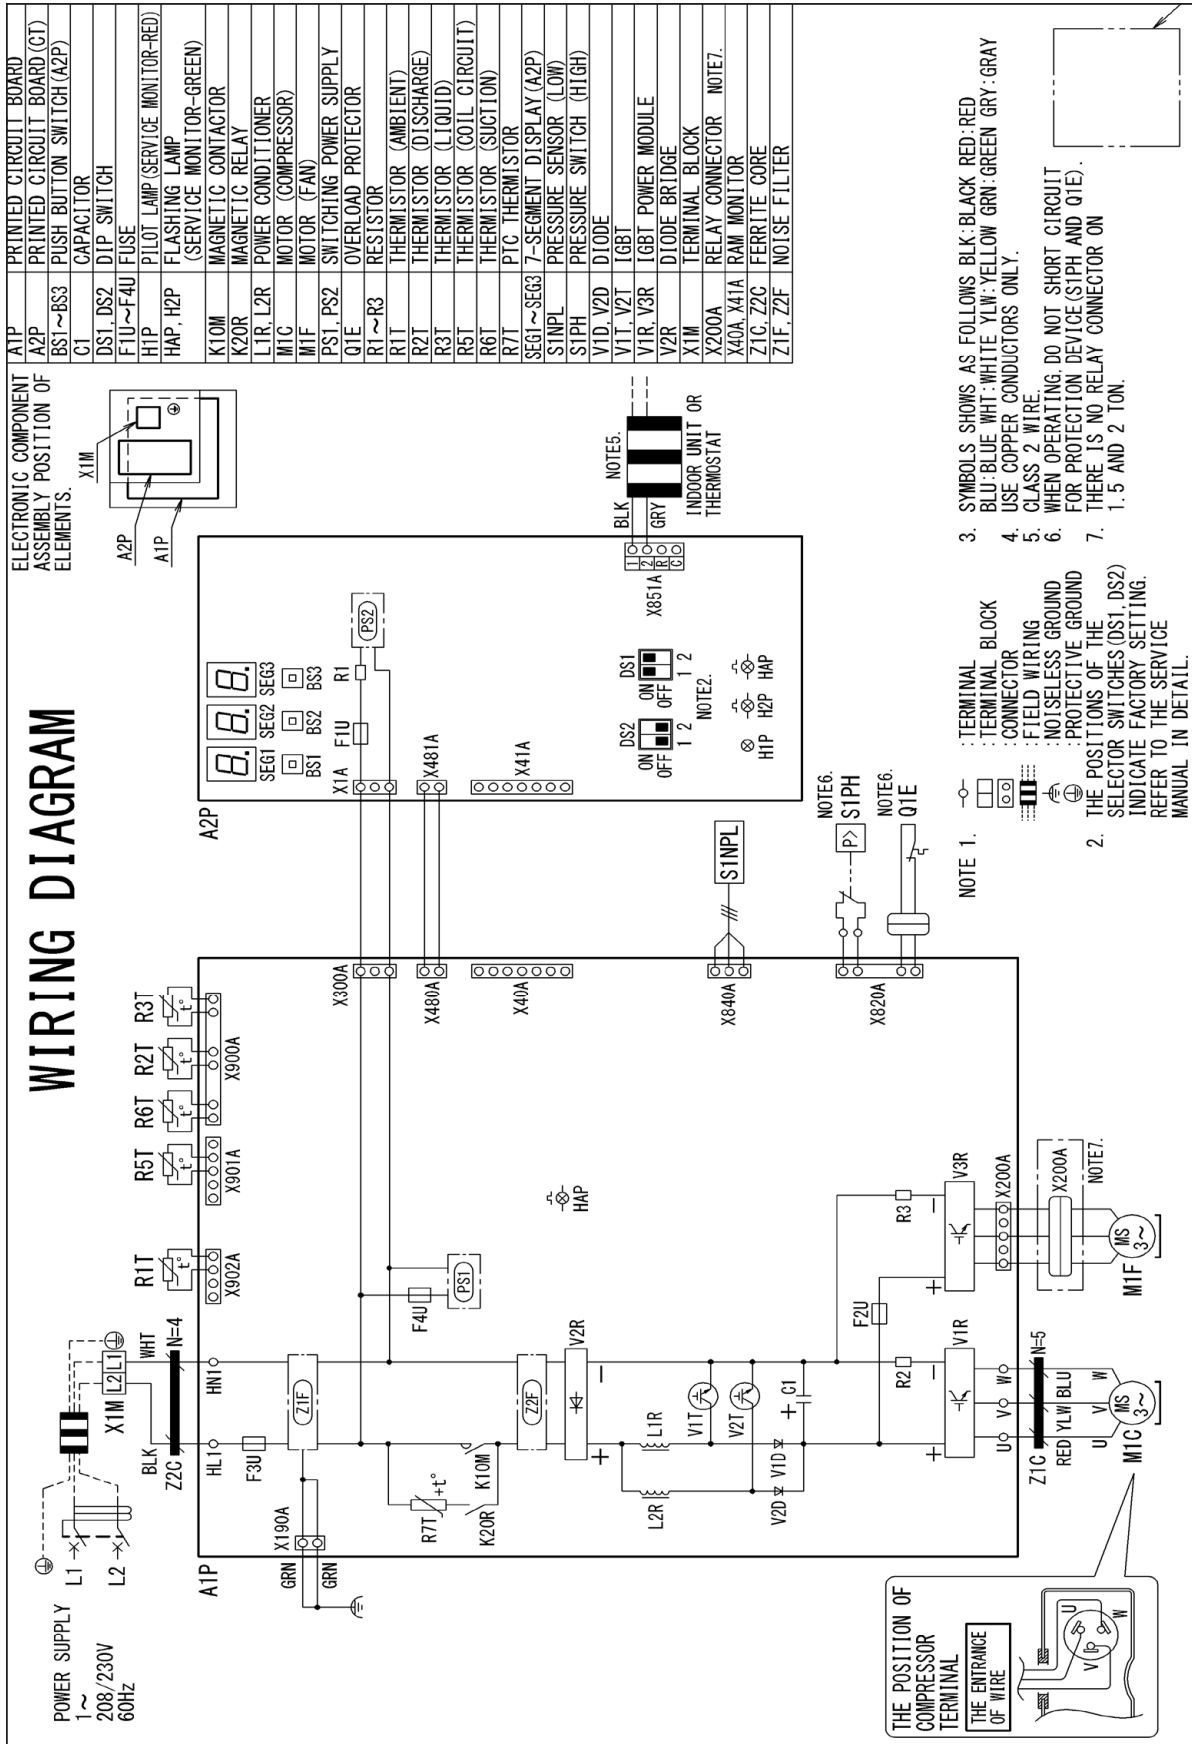 WIRING DIAGRAM
POWER SUPPLY
1~
208/230V
60Hz
L1
L2
X1M
L2 L1
BLK
WHT
Z2C
N=4
HL1
HN1
R1T
t°
X902A
R5T
t°
X901A
R6T
t°
R2T
t°
R3T
t°
X900A
A1P
X190A
GRN
GRN
F3U
Z1F
F4U
PS1
X300A
X480A
X40A
R7T
+t°
K10M
K20R
Z2F
V2R
+
−
HAP
L1R
L2R
V1T
V2T
V1D
V2D
+
C1
R2
R3
F2U
V1R
+
−
V3R
+
−
X840A
X820A
S1NPL
NOTE6.
S1PH
P>
NOTE6.
Q1E
U V W
Z1C
N=5
RED YLW BLU
U V W
MS
3~
M1C
X200A
X200A
NOTE7.
MS
3~
M1F
THE POSITION OF
COMPRESSOR
TERMINAL
THE ENTRANCE
OF WIRE
U
V
W
A2P
SEG1 SEG2 SEG3
BS1 BS2 BS3
X1A
F1U
R1
PS2
X481A
X41A
DS2
ON
OFF
1 2
DS1
ON
OFF
1 2
NOTE2.
H1P H2P HAP
X851A
1
2
R
C
BLK
GRY
NOTE5.
INDOOR UNIT OR
THERMOSTAT
ELECTRONIC COMPONENT
ASSEMBLY POSITION OF
ELEMENTS.
A2P
X1M
A1P
A1P PRINTED CIRCUIT BOARD
A2P PRINTED CIRCUIT BOARD(CT)
BS1~BS3 PUSH BUTTON SWITCH(A2P)
C1 CAPACITOR
DS1, DS2 DIP SWITCH
F1U~F4U FUSE
H1P PILOT LAMP(SERVICE MONITOR-RED)
HAP, H2P FLASHING LAMP
(SERVICE MONITOR-GREEN)
K10M MAGNETIC CONTACTOR
K20R MAGNETIC RELAY
L1R, L2R POWER CONDITIONER
M1C MOTOR (COMPRESSOR)
M1F MOTOR (FAN)
PS1, PS2 SWITCHING POWER SUPPLY
Q1E OVERLOAD PROTECTOR
R1~R3 RESISTOR
R1T THERMISTOR (AMBIENT)
R2T THERMISTOR (DISCHARGE)
R3T THERMISTOR (LIQUID)
R5T THERMISTOR (COIL CIRCUIT)
R6T THERMISTOR (SUCTION)
R7T PTC THERMISTOR
SEG1~SEG3 7-SEGMENT DISPLAY(A2P)
S1NPL PRESSURE SENSOR (LOW)
S1PH PRESSURE SWITCH (HIGH)
V1D, V2D DIODE
V1T, V2T IGBT
V1R, V3R IGBT POWER MODULE
V2R DIODE BRIDGE
X1M TERMINAL BLOCK
X200A RELAY CONNECTOR NOTE7.
X40A, X41A RAM MONITOR
Z1C, Z2C FERRITE CORE
Z1F, Z2F NOISE FILTER
NOTE 1.
:TERMINAL
:TERMINAL BLOCK
:CONNECTOR
:FIELD WIRING
:NOISELESS GROUND
:PROTECTIVE GROUND
2. THE POSITIONS OF THE
SELECTOR SWITCHES(DS1, DS2)
INDICATE FACTORY SETTING.
REFER TO THE SERVICE
MANUAL IN DETAIL.
3. SYMBOLS SHOWS AS FOLLOWS BLK:BLACK RED:RED
BLU:BLUE WHT:WHITE YLW:YELLOW GRN:GREEN GRY:GRAY
4. USE COPPER CONDUCTORS ONLY.
5. CLASS 2 WIRE.
6. WHEN OPERATING, DO NOT SHORT CIRCUIT
FOR PROTECTION DEVICE(S1PH AND Q1E).
7. THERE IS NO RELAY CONNECTOR ON
1.5 AND 2 TON.